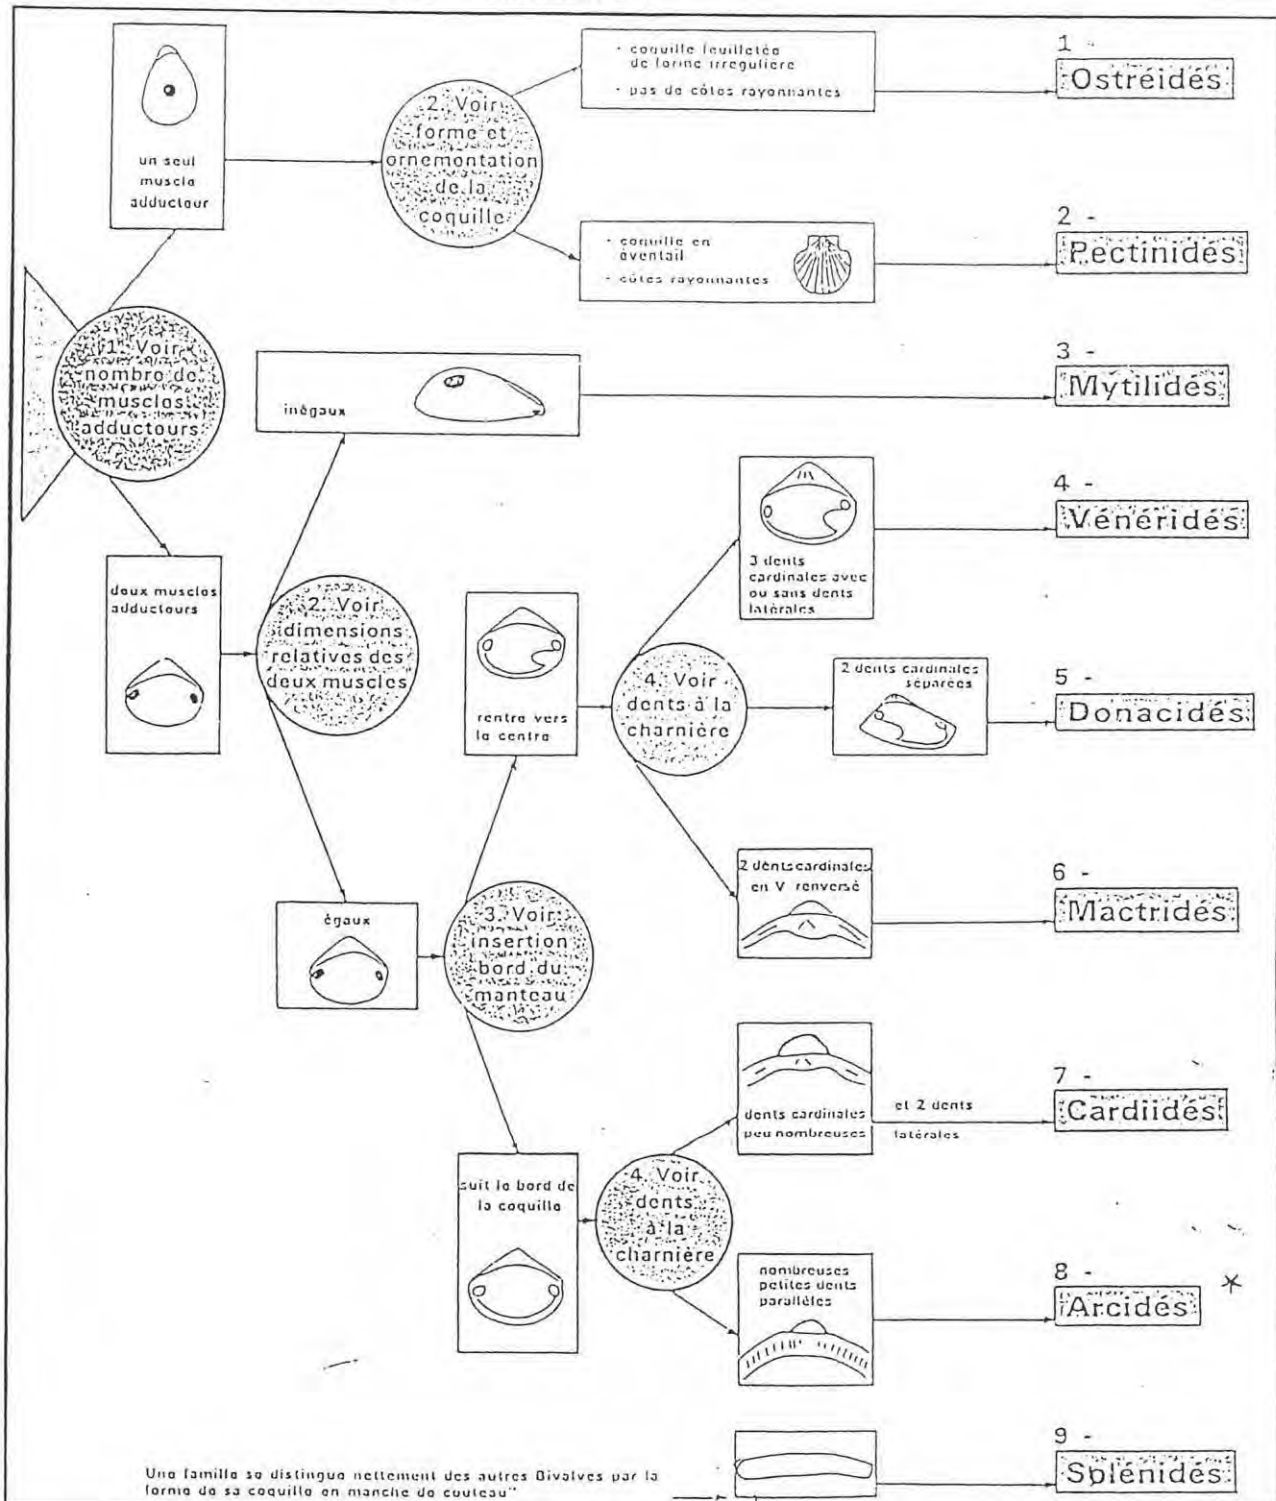 1 -
Ostréidés
· coquille feuilletée
de forme irregulière
· pas de côtes rayonnantes
2. Voir
forme et
ornemontation
de la
coquille
un seul
muscle
adducteur
2 -
Pectinidés
· coquille en
éventail
· côtes rayonnantes
1. Voir
nombre de
muscles
adducteurs
3 -
Mytilidés
inégaux
4 -
Vénéridés
3 dents
cardinales avec
ou sans dents
latérales
deux muscles
adducteurs
2. Voir
dimensions
relatives des
deux muscles
rentre vers
le centre
4. Voir
dents à la
charnière
2 dents cardinales
séparées
5 -
Donacidés
2 dents cardinales
en V renversé
6 -
Mactridés
égaux
3. Voir
insertion
bord du
manteau
7 -
Cardiidés
dents cardinales
peu nombreuses
et 2 dents
latérales
suit le bord de
la coquille
4. Voir
dents
à la
charnière
8 -
Arcidés
nombreuses
petites dents
parallèles
9 -
Splénidés
Une famille se distingue nettement des autres Bivalves par la
forme de sa coquille en manche de couteau"